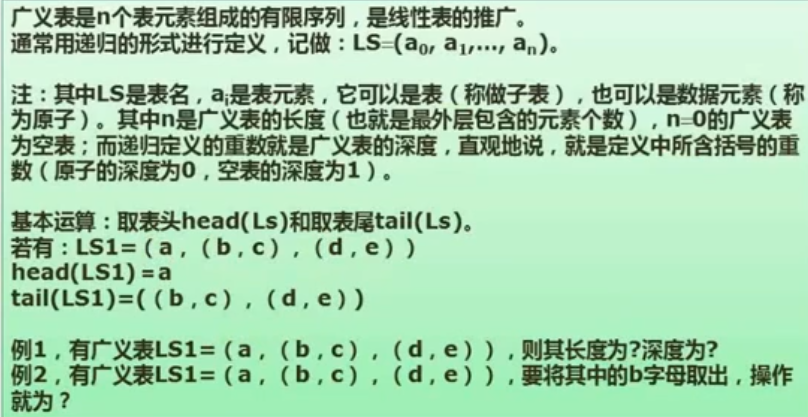 广义表是n个表元素组成的有限序列，是线性表的推广。
通常用递归的形式进行定义，记做：LS=(a₀, a₁,..., aₙ)。
注：其中LS是表名，aᵢ是表元素，它可以是表（称做子表），也可以是数据元素（称
为原子）。其中n是广义表的长度（也就是最外层包含的元素个数），n=0的广义表
为空表；而递归定义的重数就是广义表的深度，直观地说，就是定义中所含括号的重
数（原子的深度为0，空表的深度为1）。
基本运算：取表头head(Ls)和取表尾tail(Ls)。
若有：LS1=（a，（b，c），（d，e））
head(LS1)=a
tail(LS1)=(（b，c），（d，e）)
例1，有广义表LS1=（a，（b，c），（d，e）），则其长度为?深度为?
例2，有广义表LS1=（a，（b，c），（d，e）），要将其中的b字母取出，操作
就为？